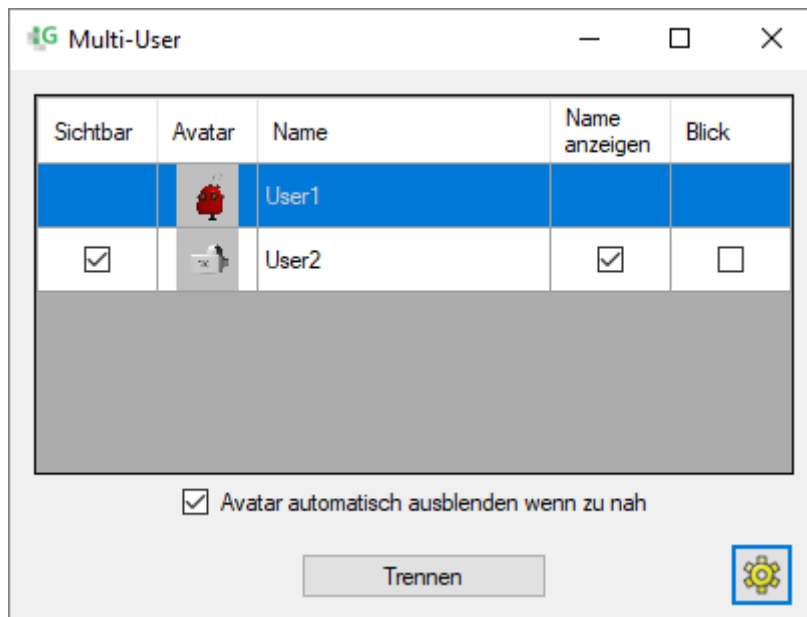 Multi-User
Sichtbar Avatar Name Name anzeigen Blick
User1
User2
Avatar automatisch ausblenden wenn zu nah
Trennen